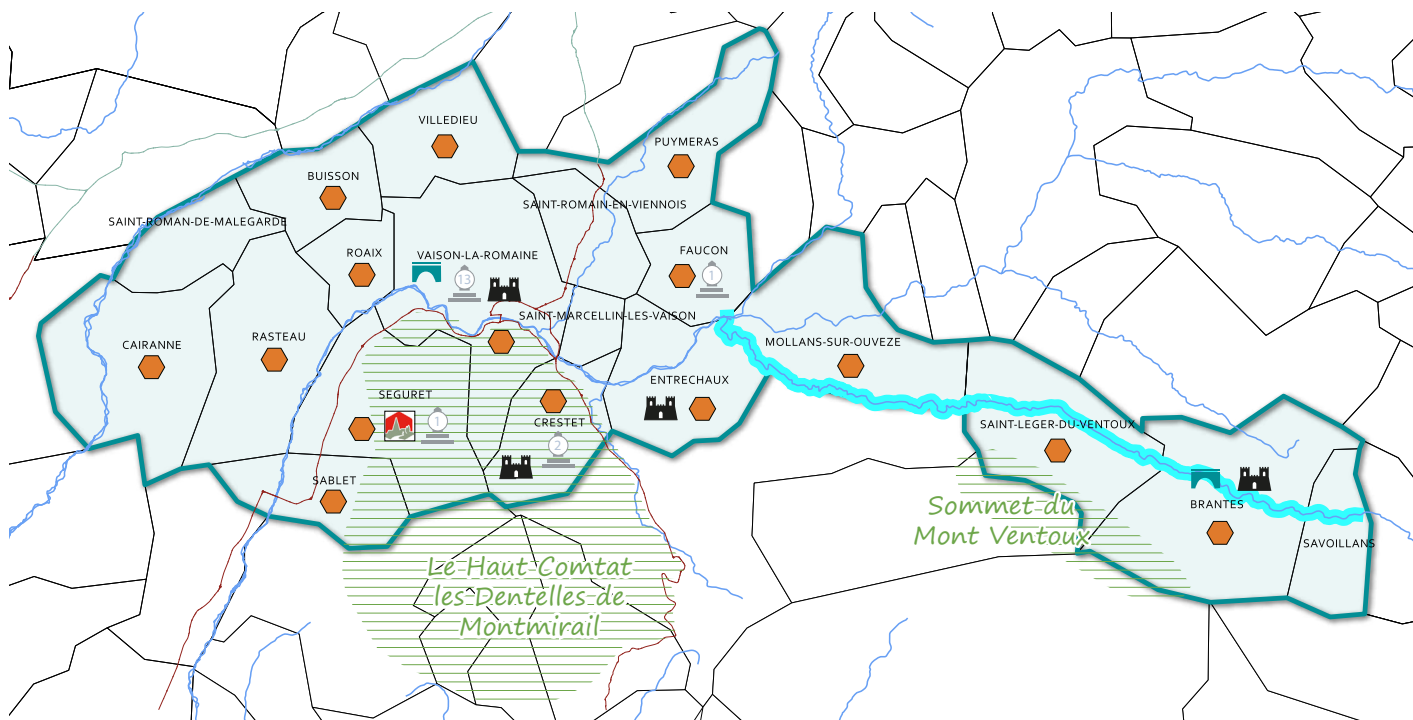 VILLEDIEU
PUYMERAS
BUISSON
SAINT-ROMAIN-EN-VIENNOIS
SAINT-ROMAN-DE-MALEGARDE
ROAIX
VAISON-LA-ROMAINE
FAUCON
13
1
SAINT-MARCELLIN-LES-VAISON
RASTEAU
CAIRANNE
MOLLANS-SUR-OUVEZE
ENTRECHAUX
SEGURET
1
CRESTET
2
SAINT-LEGER-DU-VENTOUX
SABLET
Sommet du
Mont Ventoux
BRANTES
SAVOILLANS
Le Haut Comtat
les Dentelles de
Montmirail